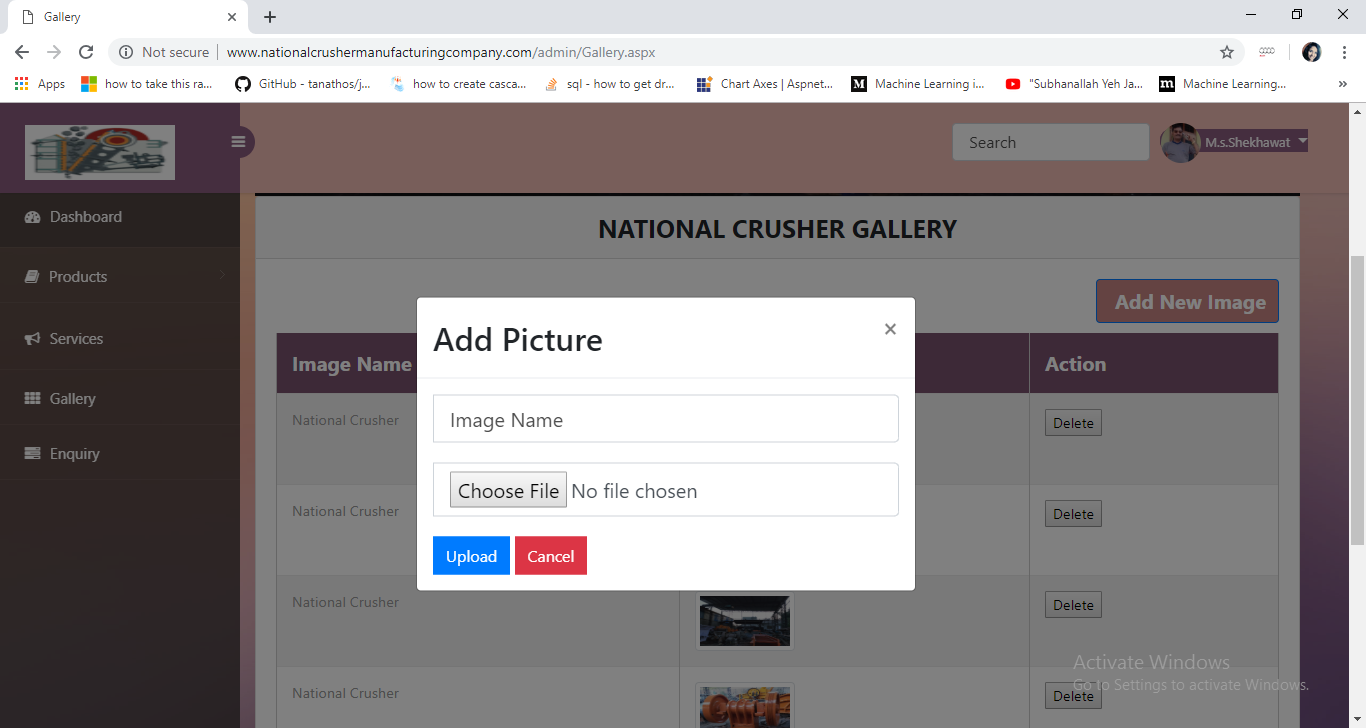 Gallery
Not secure
www.nationalcrushermanufacturingcompany.com/admin/Gallery.aspx
Apps
how to take this ra...
GitHub - tanathos/j...
how to create casca...
sql - how to get dr...
Chart Axes | Aspnet...
M Machine Learning i...
"Subhanallah Yeh Ja...
m Machine Learning...
»
Search
M.s.Shekhawat
Dashboard
Products
Services
Gallery
Enquiry
NATIONAL CRUSHER GALLERY
Add New Image
Image Name
Action
National Crusher
Delete
National Crusher
Delete
National Crusher
Delete
National Crusher
Delete
Add Picture
×
Image Name
Choose File No file chosen
Upload
Cancel
Activate Windows
Go to Settings to activate Windows.